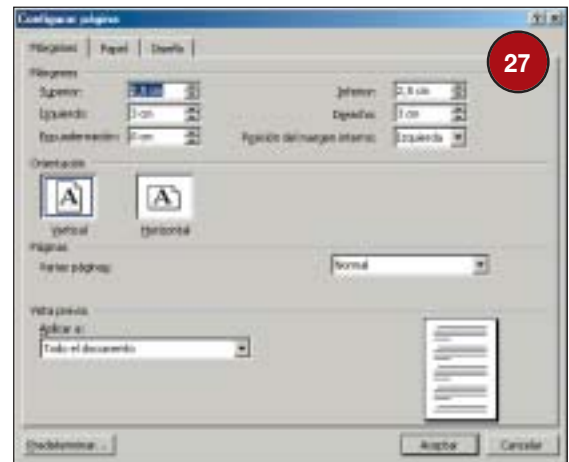 Configurar página
27
Márgenes Papel Diseño
Márgenes
Superior: 2,5 cm Inferior: 2,5 cm
Izquierdo: 3 cm Derecho: 3 cm
Encuadernación: 0 cm Posición del margen interno: Izquierda
Orientación
A A
Vertical Horizontal
Páginas
Varias páginas: Normal
Vista previa
Aplicar a:
Todo el documento
Predeterminar... Aceptar Cancelar